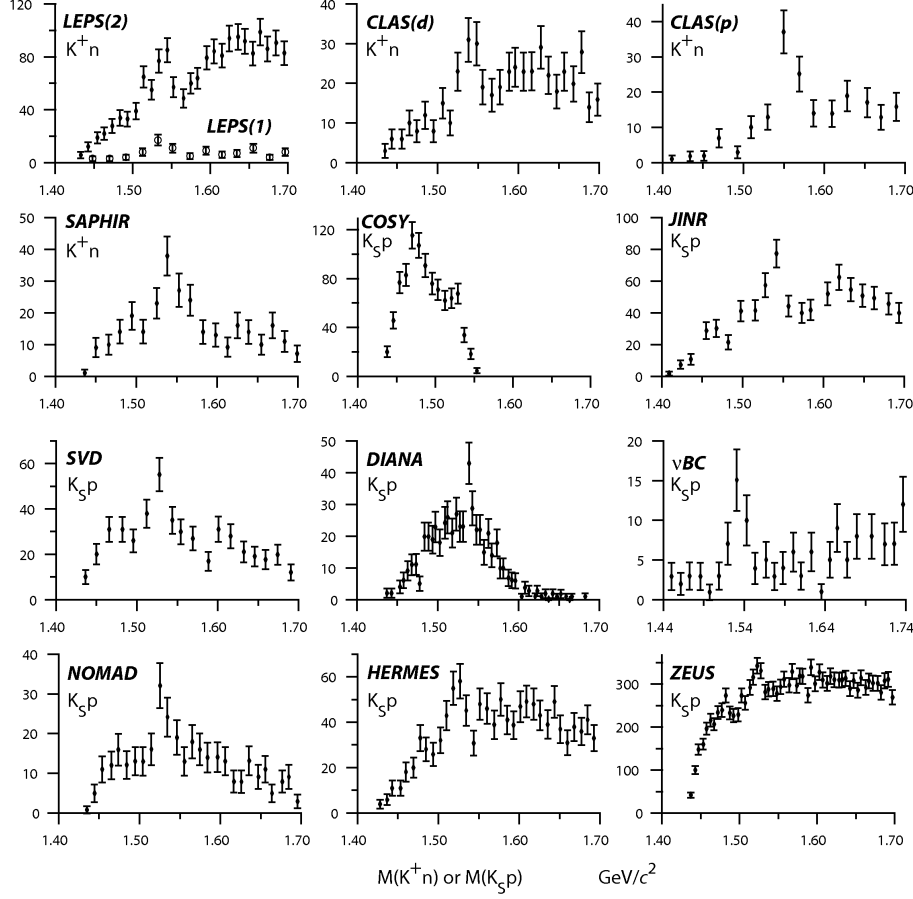 LEPS(2)
K⁺n
LEPS(1)
120
80
40
0
1.40 1.50 1.60 1.70
CLAS(d)
K⁺n
40
30
20
10
0
1.40 1.50 1.60 1.70
CLAS(p)
K⁺n
40
30
20
10
0
1.40 1.50 1.60 1.70
SAPHIR
K⁺n
50
40
30
20
10
0
1.40 1.50 1.60 1.70
COSY
KSp
120
80
40
0
1.40 1.50 1.60 1.70
JINR
KSp
100
80
60
40
20
0
1.40 1.50 1.60 1.70
SVD
KSp
60
40
20
0
1.40 1.50 1.60 1.70
DIANA
KSp
50
40
30
20
10
0
1.40 1.50 1.60 1.70
νBC
KSp
20
15
10
5
0
1.44 1.54 1.64 1.74
NOMAD
KSp
40
30
20
10
0
1.40 1.50 1.60 1.70
HERMES
KSp
60
40
20
0
1.40 1.50 1.60 1.70
ZEUS
KSp
300
200
100
0
1.40 1.50 1.60 1.70
M(K⁺n) or M(KSp) GeV/c²